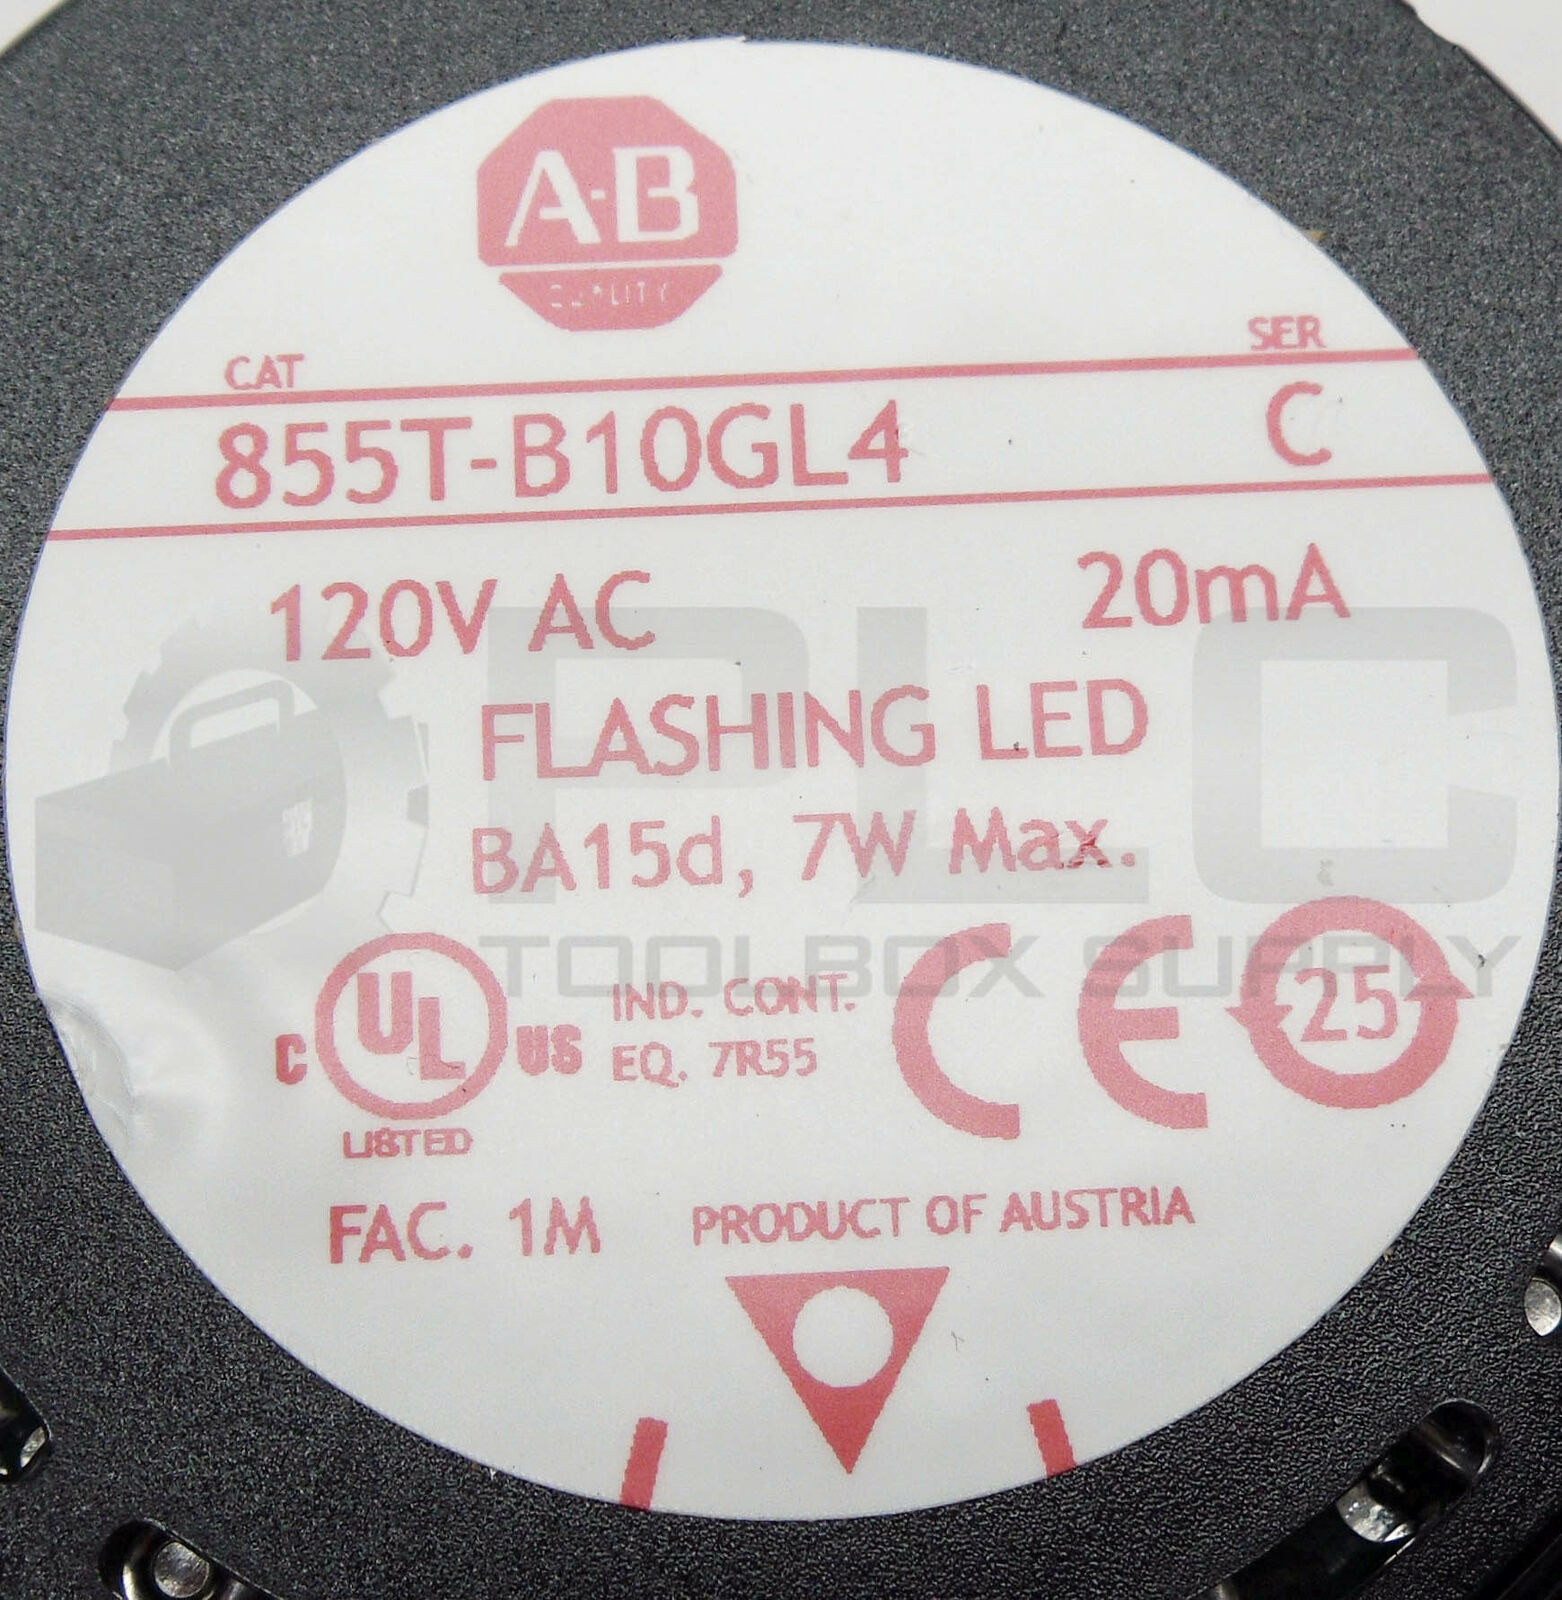 A-B
QUALITY
CAT SER
855T-B10GL4 C
120V AC 20mA
FLASHING LED
BA15d, 7W Max.
PLC
TOOLBOX SUPPLY
C UL US
LISTED
IND. CONT.
EQ. 7R55
CE
25
FAC. 1M PRODUCT OF AUSTRIA